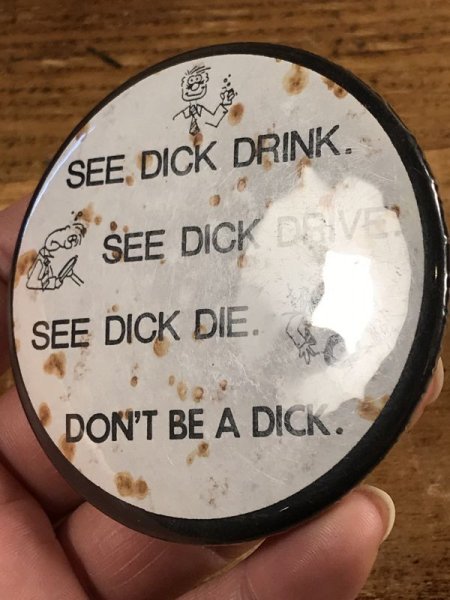 SEE DICK DRINK.
SEE DICK DRIVE.
SEE DICK DIE.
DON'T BE A DICK.